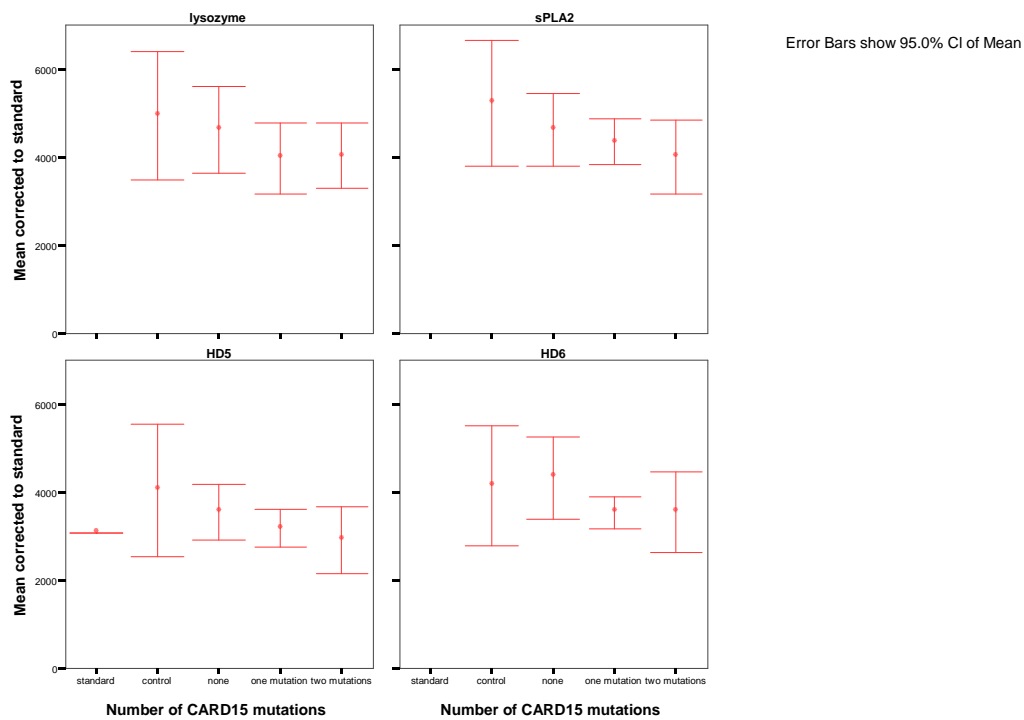 lysozyme
sPLA2
Error Bars show 95.0% CI of Mean
Mean corrected to standard
6000
4000
2000
0
HD5
HD6
Mean corrected to standard
6000
4000
2000
0
standard control none one mutation two mutations
standard control none one mutation two mutations
Number of CARD15 mutations
Number of CARD15 mutations